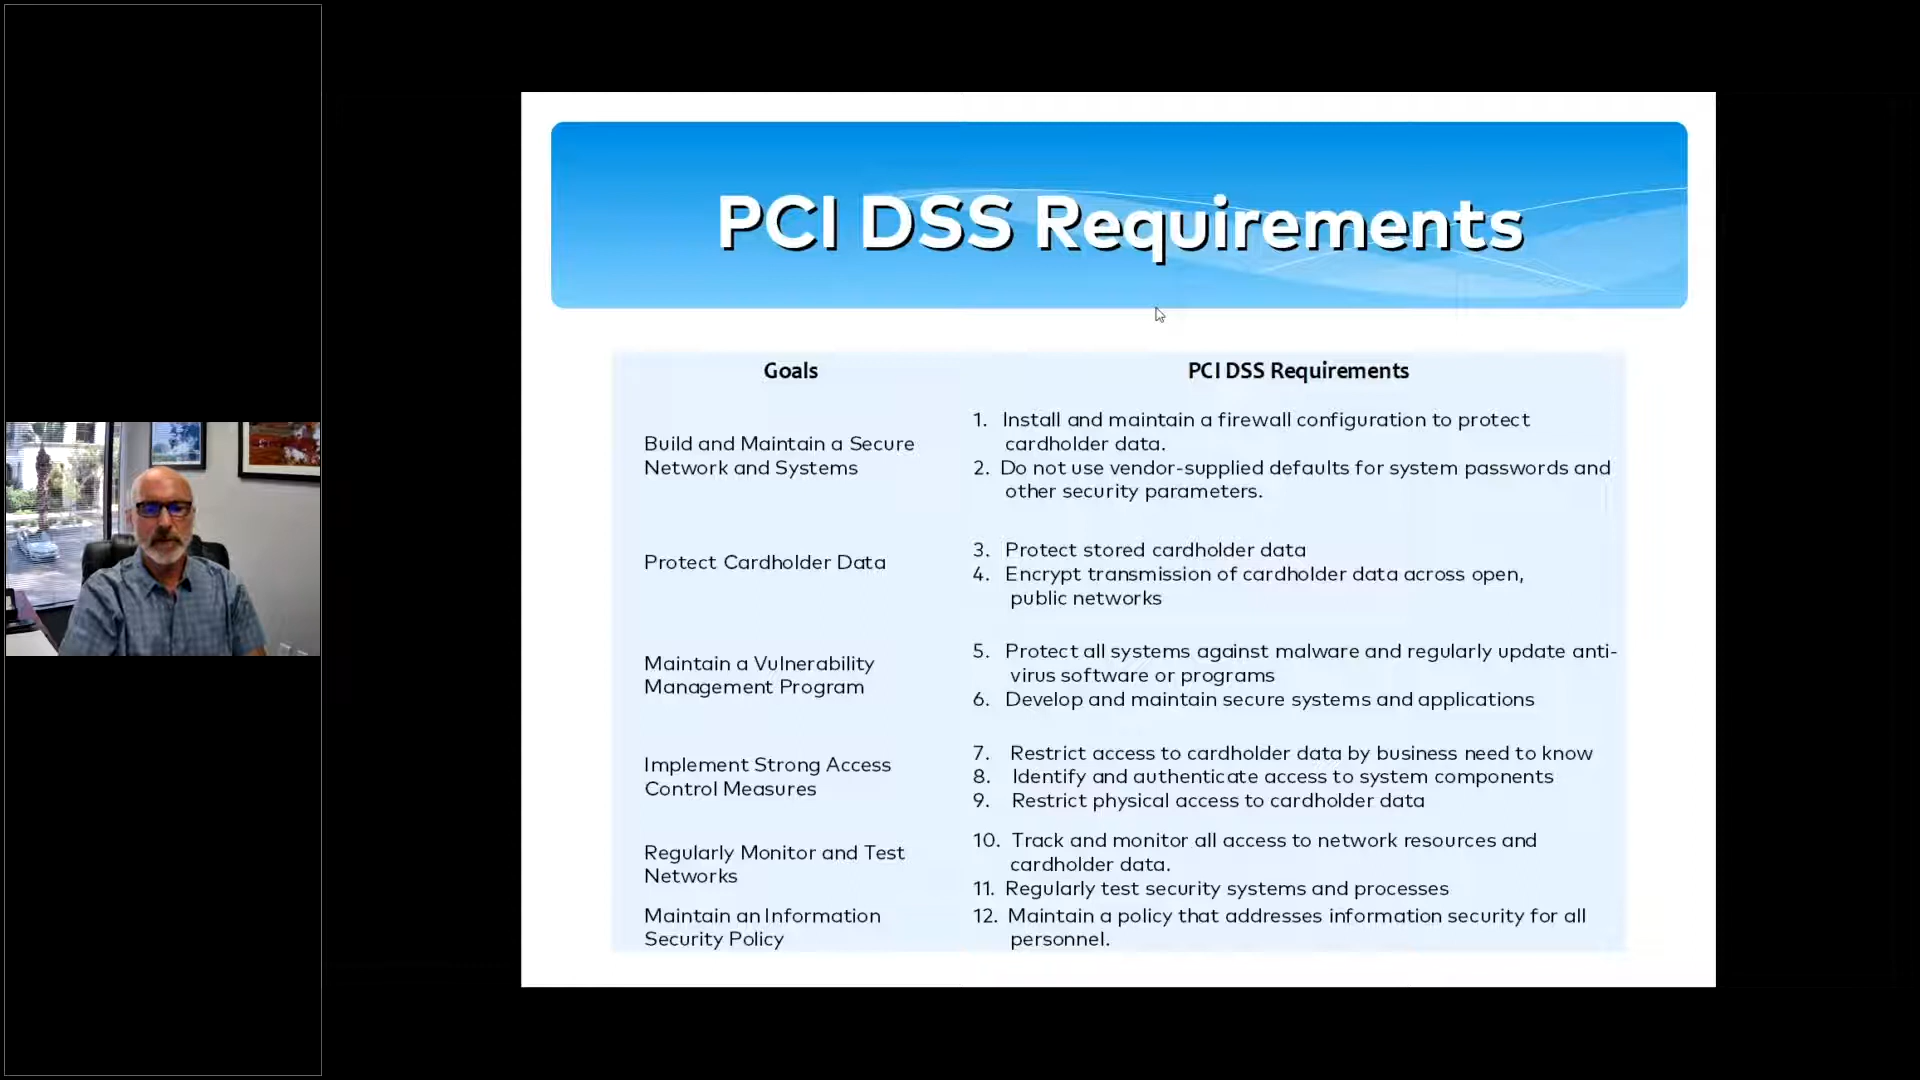 PCI DSS Requirements
Goals
PCI DSS Requirements
Build and Maintain a Secure
Network and Systems
1. Install and maintain a firewall configuration to protect
cardholder data.
2. Do not use vendor-supplied defaults for system passwords and
other security parameters.
Protect Cardholder Data
3. Protect stored cardholder data
4. Encrypt transmission of cardholder data across open,
public networks
Maintain a Vulnerability
Management Program
5. Protect all systems against malware and regularly update anti-
virus software or programs
6. Develop and maintain secure systems and applications
Implement Strong Access
Control Measures
7. Restrict access to cardholder data by business need to know
8. Identify and authenticate access to system components
9. Restrict physical access to cardholder data
Regularly Monitor and Test
Networks
10. Track and monitor all access to network resources and
cardholder data.
11. Regularly test security systems and processes
Maintain an Information
Security Policy
12. Maintain a policy that addresses information security for all
personnel.